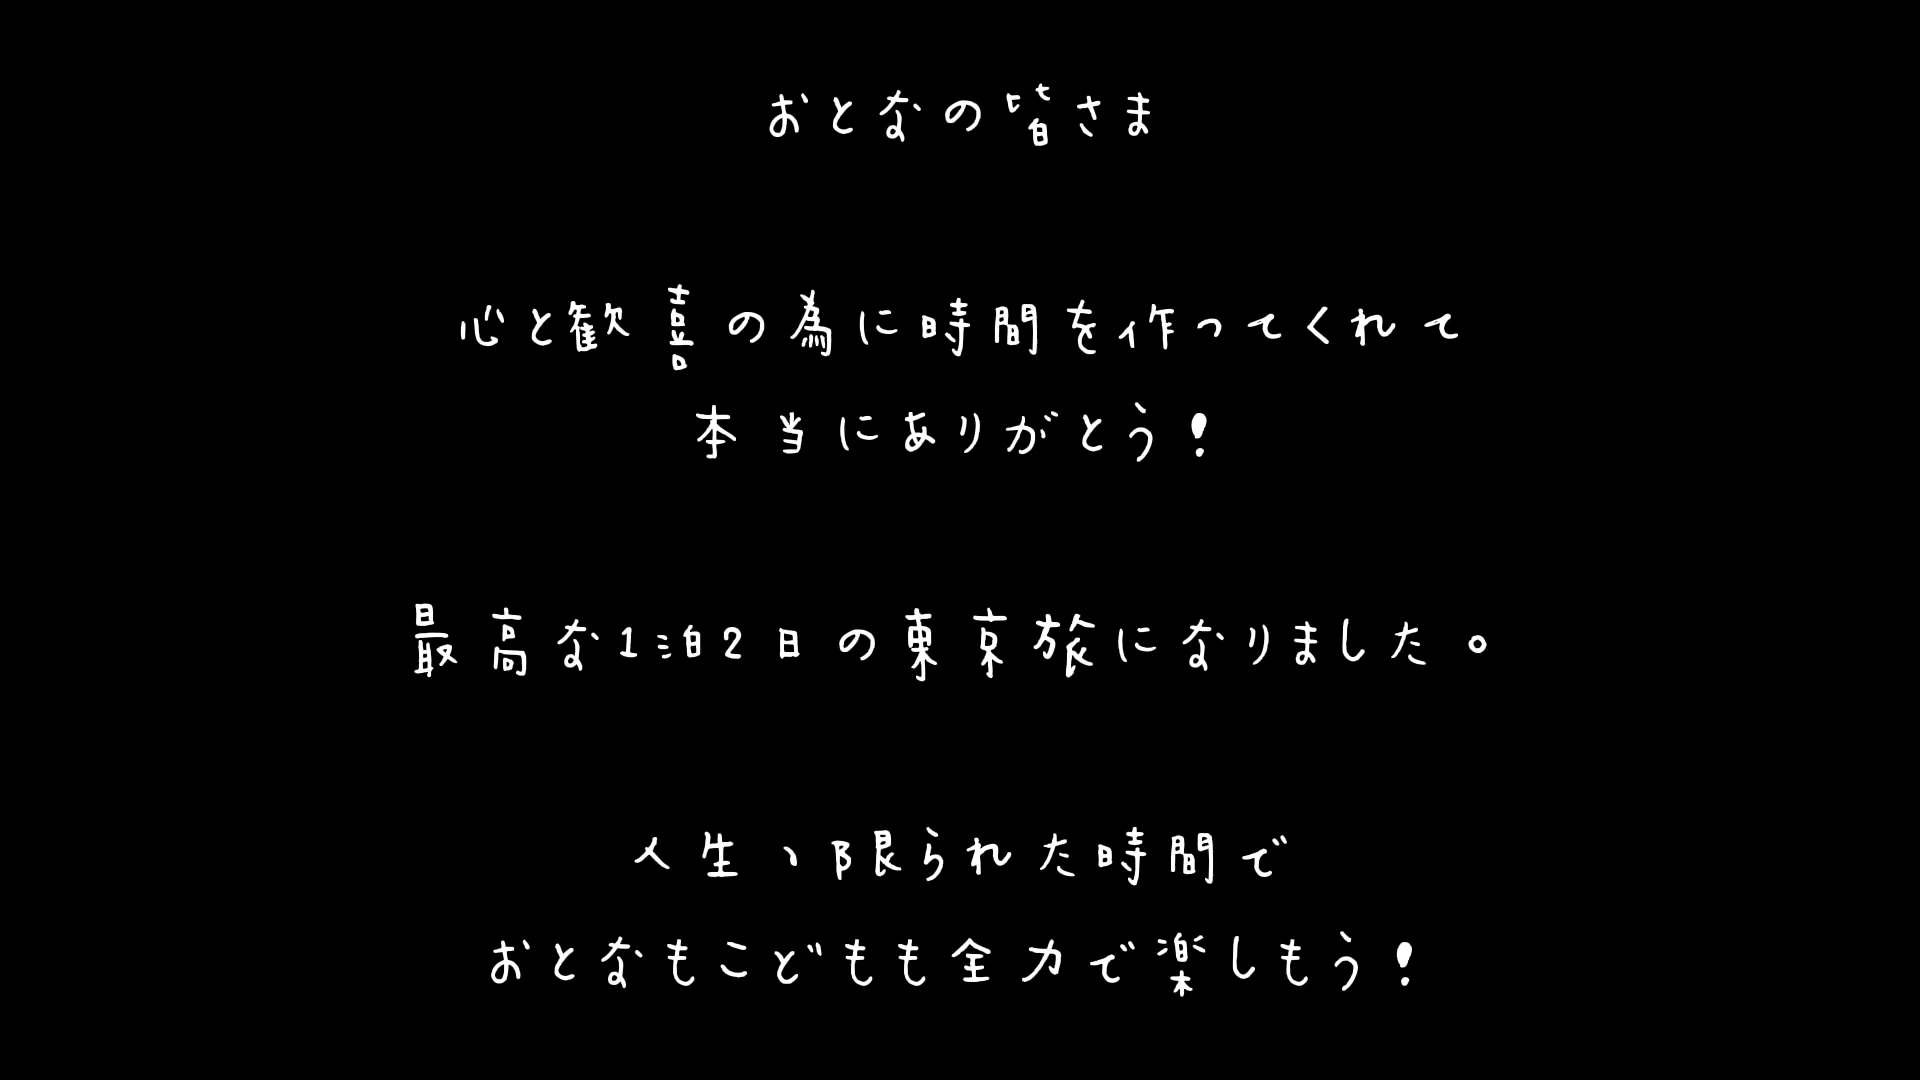 おとなの皆さま
心と歓喜の為に時間を作ってくれて
本当にありがとう!
最高な1泊2日の東京旅になりました。
人生、限られた時間で
おとなもこどもも全力で楽しもう!